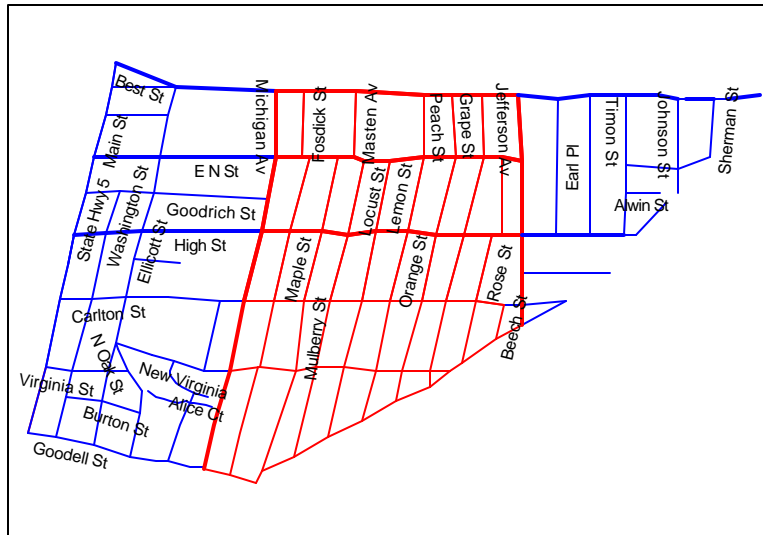 Best St
Main St
State Hwy 5
Washington St
Ellicott St
E N St
Goodrich St
High St
Carlton St
N Oak St
Virginia St
New Virginia
Alice Ct
Burton St
Goodell St
Michigan Av
Fosdick St
Masten Av
Peach St
Grape St
Jefferson Av
Locust St
Lemon St
Maple St
Mulberry St
Orange St
Rose St
Beech St
Earl Pl
Timon St
Johnson St
Sherman St
Alwin St